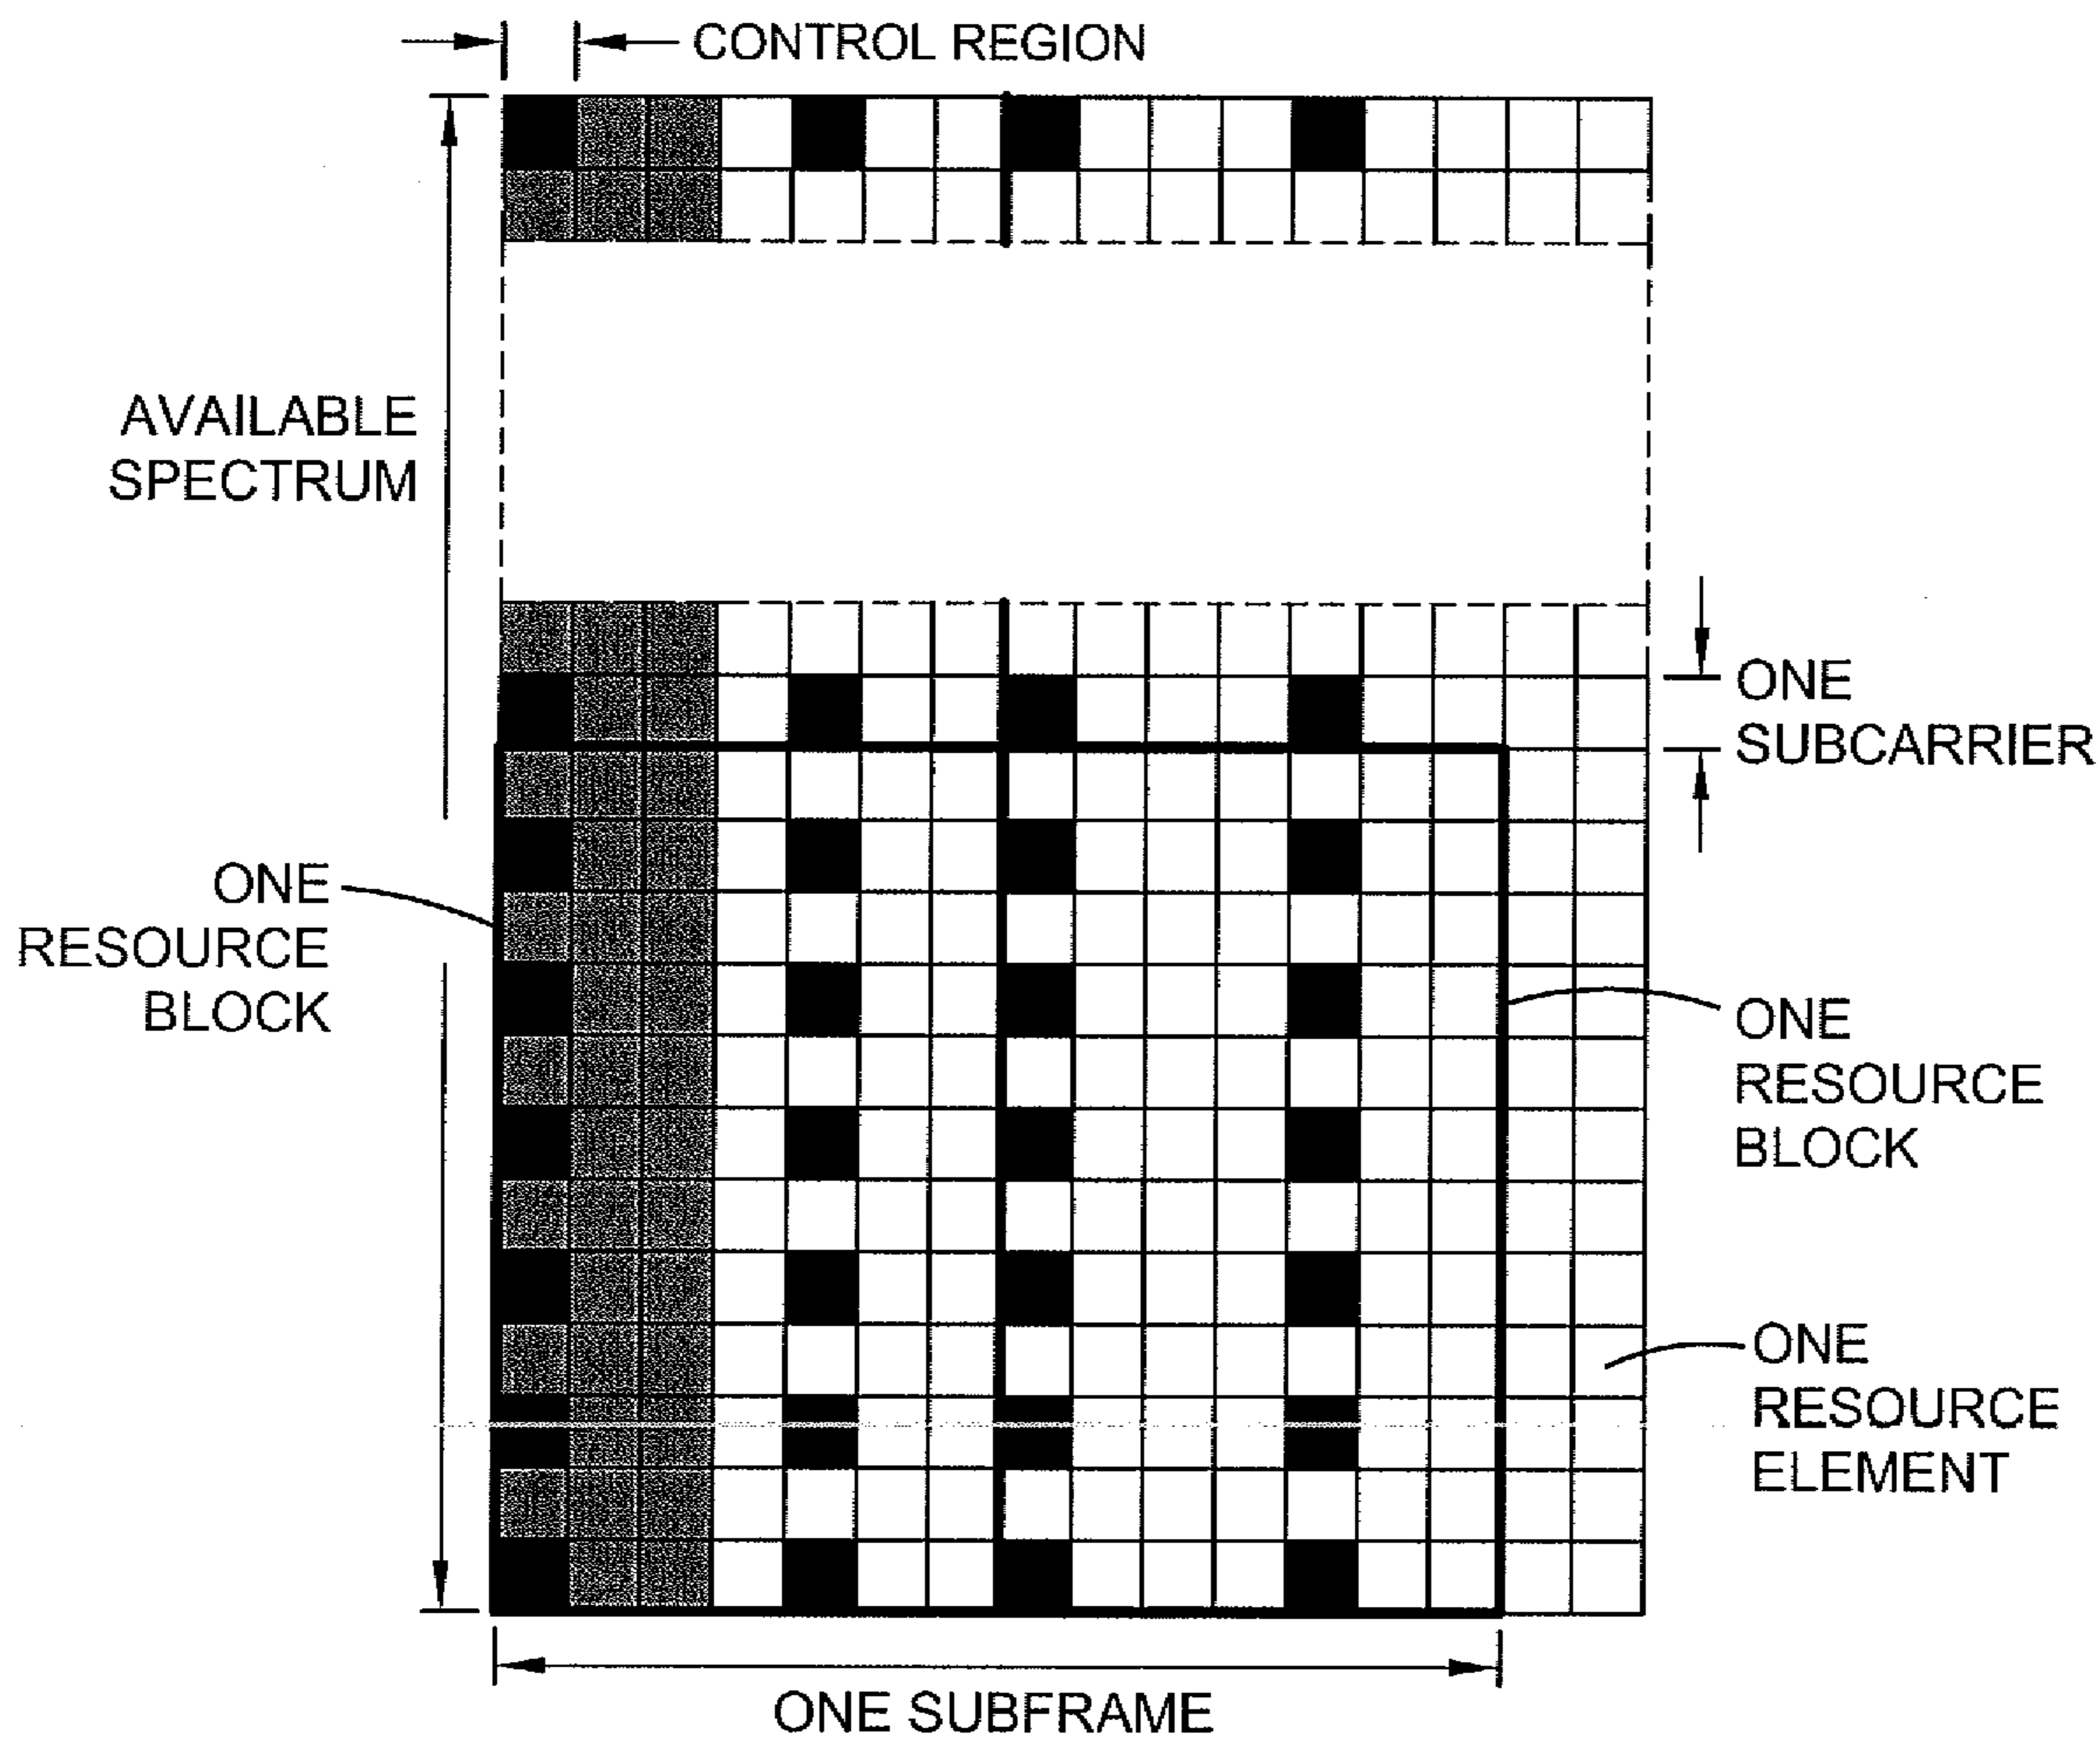 CONTROL REGION
AVAILABLE
SPECTRUM
ONE
SUBCARRIER
ONE
RESOURCE
BLOCK
ONE
RESOURCE
BLOCK
ONE
RESOURCE
ELEMENT
ONE SUBFRAME